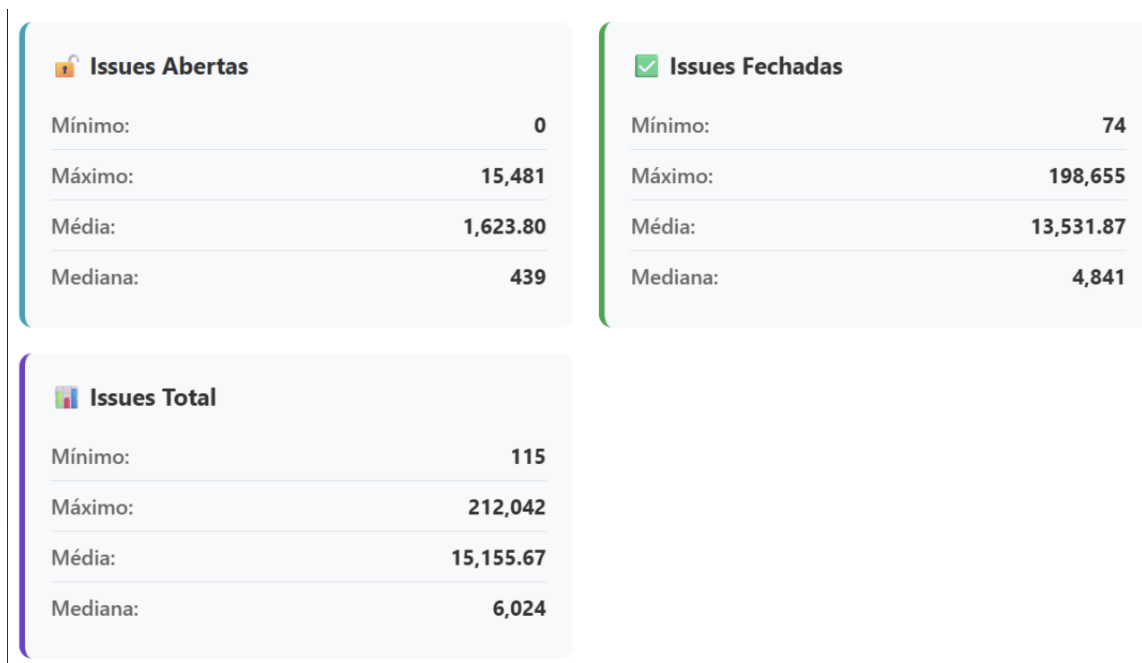 Issues Abertas
Mínimo: 0
Máximo: 15,481
Média: 1,623.80
Mediana: 439
Issues Fechadas
Mínimo: 74
Máximo: 198,655
Média: 13,531.87
Mediana: 4,841
Issues Total
Mínimo: 115
Máximo: 212,042
Média: 15,155.67
Mediana: 6,024